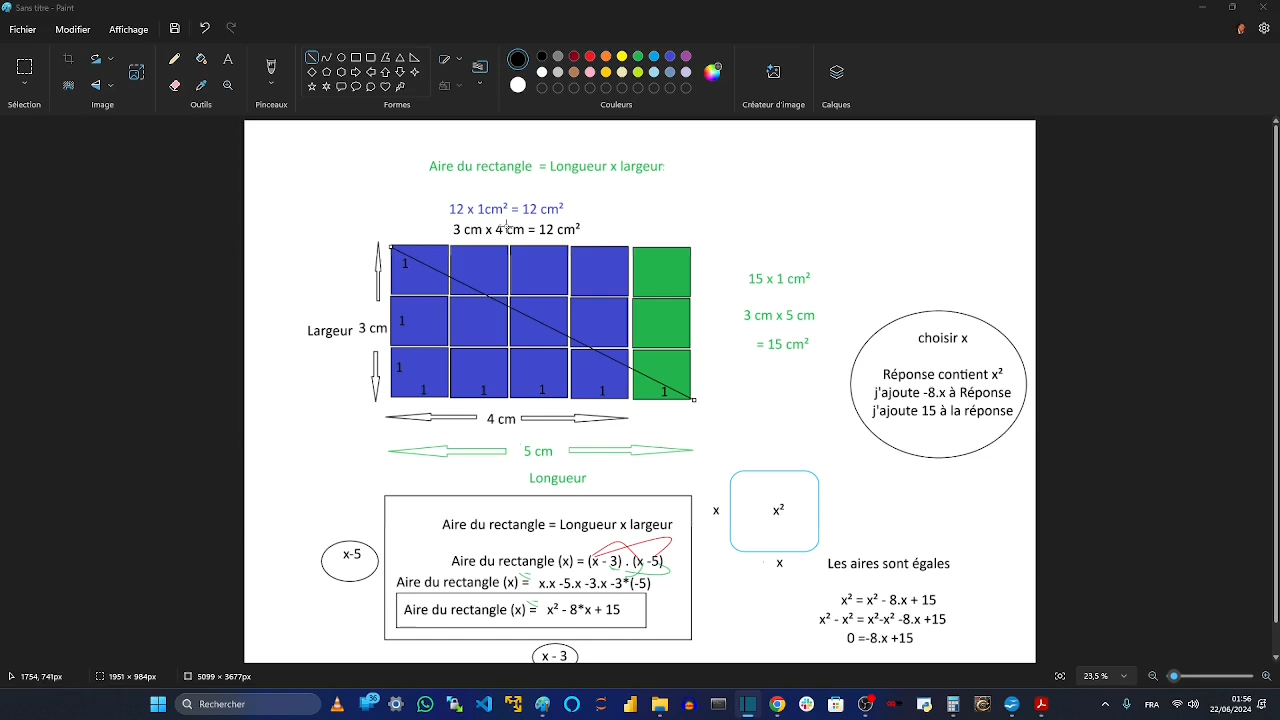 Sans titre - Paint
Fichier Modifier Affichage
Sélection Image Outils Pinceaux Formes Couleurs Créateur d'image Calques
Aire du rectangle = Longueur x largeur
12 x 1cm² = 12 cm²
3 cm x 4 cm = 12 cm²
1
1
1
1 1 1 1 1
Largeur 3 cm
4 cm
5 cm
Longueur
15 x 1 cm²
3 cm x 5 cm
= 15 cm²
choisir x
Réponse contient x²
j'ajoute -8.x à Réponse
j'ajoute 15 à la réponse
x x²
x
Aire du rectangle = Longueur x largeur
x-5
Aire du rectangle (x) = (x - 3) . (x -5)
Aire du rectangle (x) = x.x -5.x -3.x -3*(-5)
Aire du rectangle (x) = x² - 8*x + 15
x - 3
Les aires sont égales
x² = x² - 8.x + 15
x² - x² = x²-x² -8.x +15
0 =-8.x +15
1754, 741px 1193 × 984px 5099 × 3677px 23.36
36
Rechercher
FRA
01:56
22/06/2024